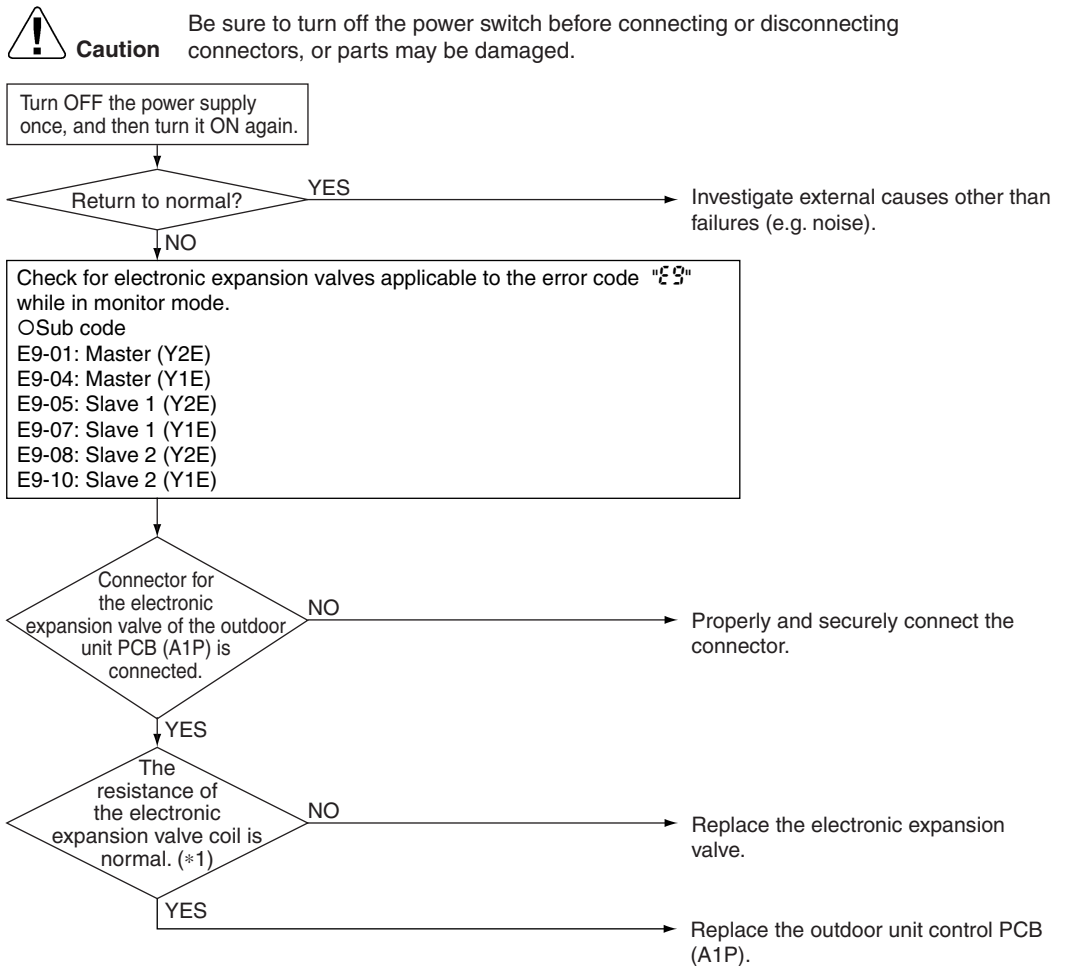 Caution
Be sure to turn off the power switch before connecting or disconnecting
connectors, or parts may be damaged.
Turn OFF the power supply
once, and then turn it ON again.
Return to normal?
YES
Investigate external causes other than
failures (e.g. noise).
NO
Check for electronic expansion valves applicable to the error code "E9"
while in monitor mode.
○Sub code
E9-01: Master (Y2E)
E9-04: Master (Y1E)
E9-05: Slave 1 (Y2E)
E9-07: Slave 1 (Y1E)
E9-08: Slave 2 (Y2E)
E9-10: Slave 2 (Y1E)
Connector for
the electronic
expansion valve of the outdoor
unit PCB (A1P) is
connected.
NO
Properly and securely connect the
connector.
YES
The
resistance of
the electronic
expansion valve coil is
normal. (*1)
NO
Replace the electronic expansion
valve.
YES
Replace the outdoor unit control PCB
(A1P).